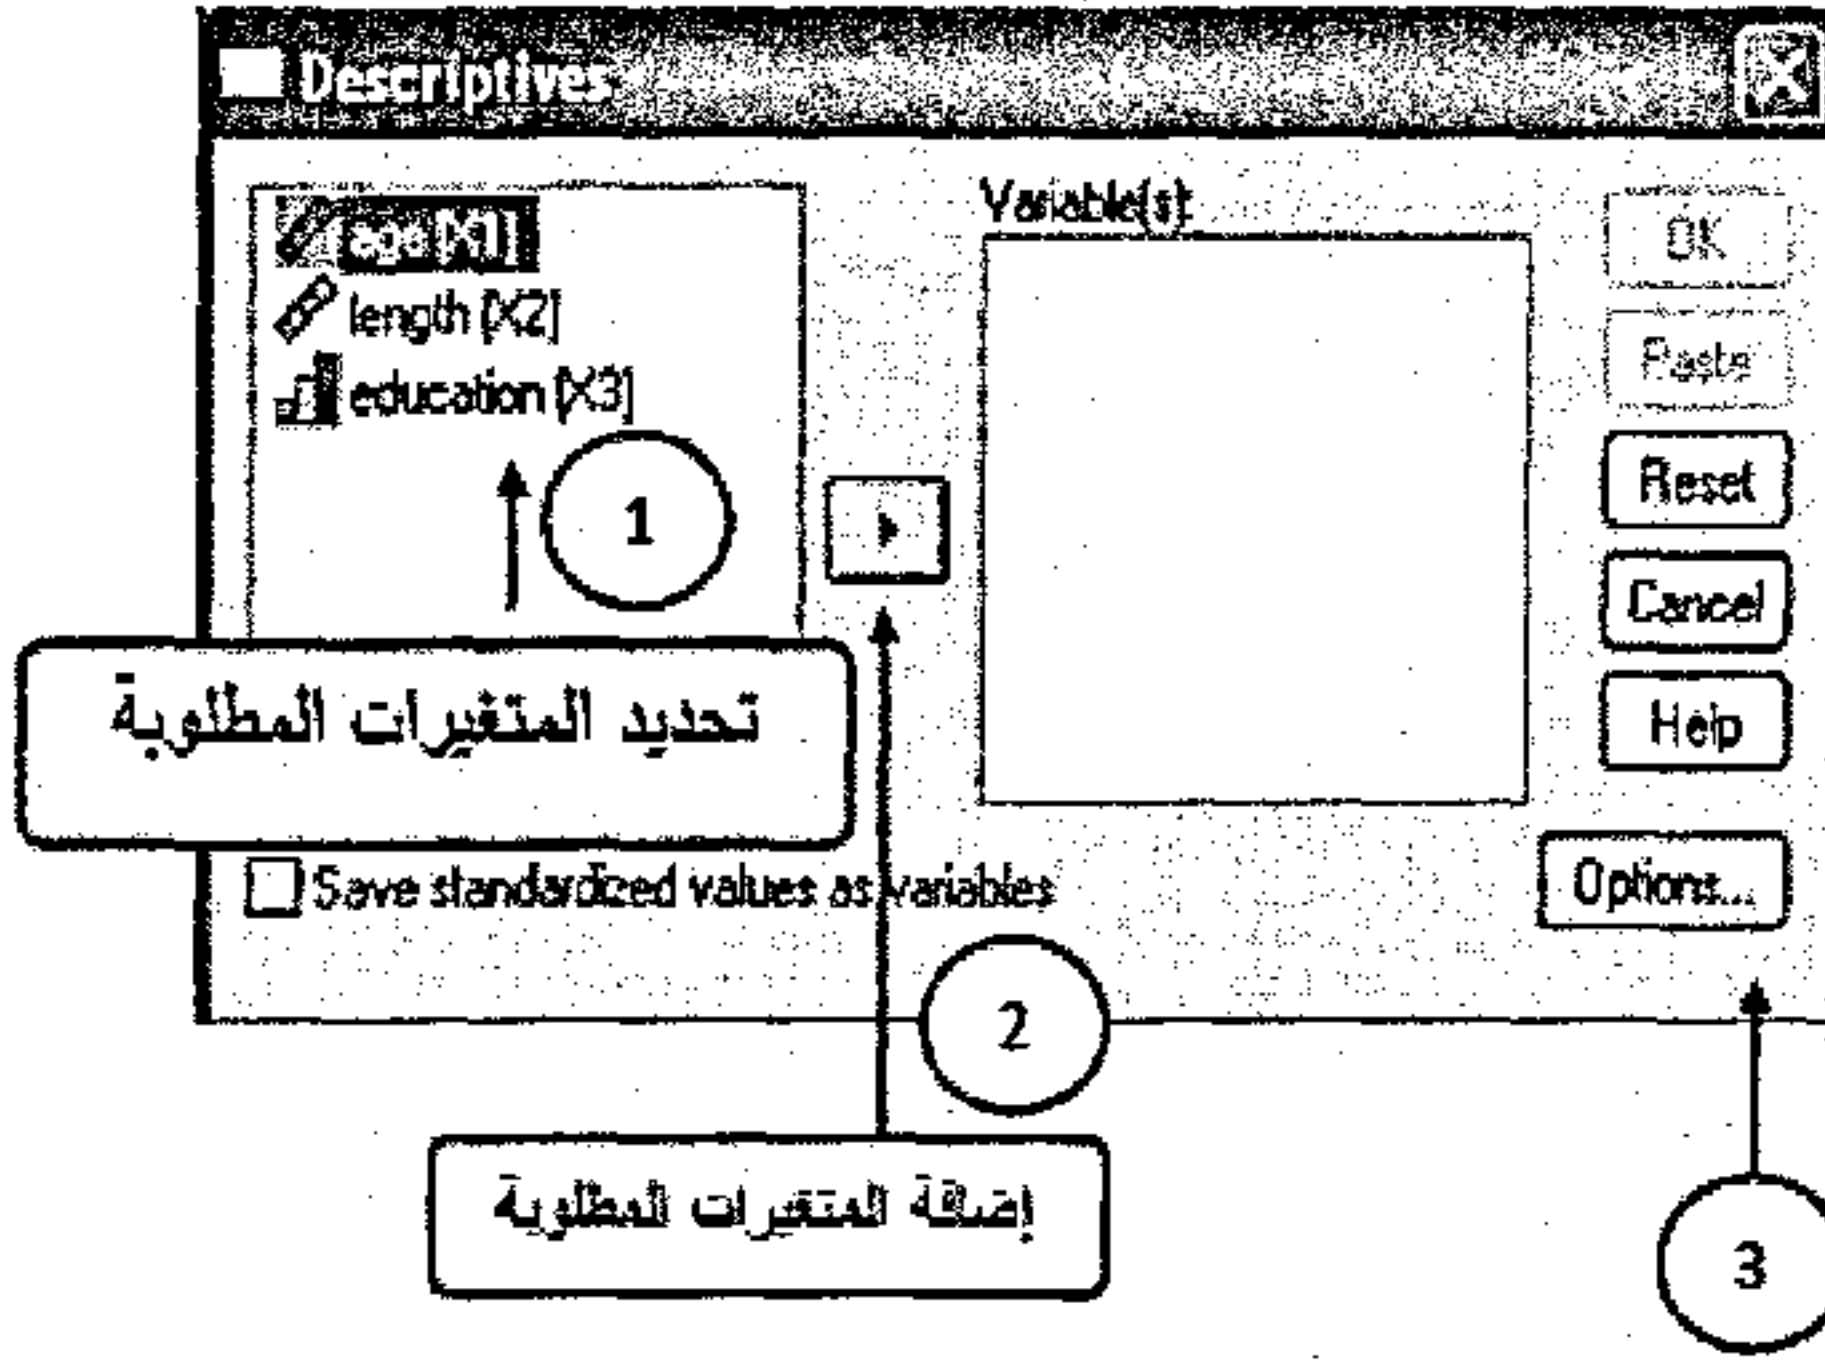 Descriptives
age [X1]
length [X2]
education [X3]
Variable(s):
OK
Paste
Reset
Cancel
Help
Options...
1
تحديد المتغيرات المطلوبة
Save standardized values as variables
2
إضافة المتغيرات المطلوبة
3